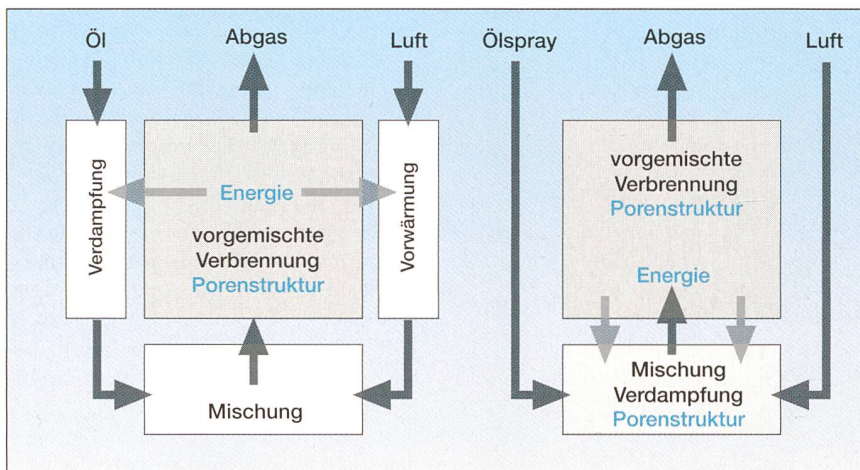 Öl
Abgas
Luft
Verdampfung
Energie
vorgemischte
Verbrennung
Porenstruktur
Vorwärmung
Mischung
Ölspray
Abgas
Luft
vorgemischte
Verbrennung
Porenstruktur
Energie
Mischung
Verdampfung
Porenstruktur